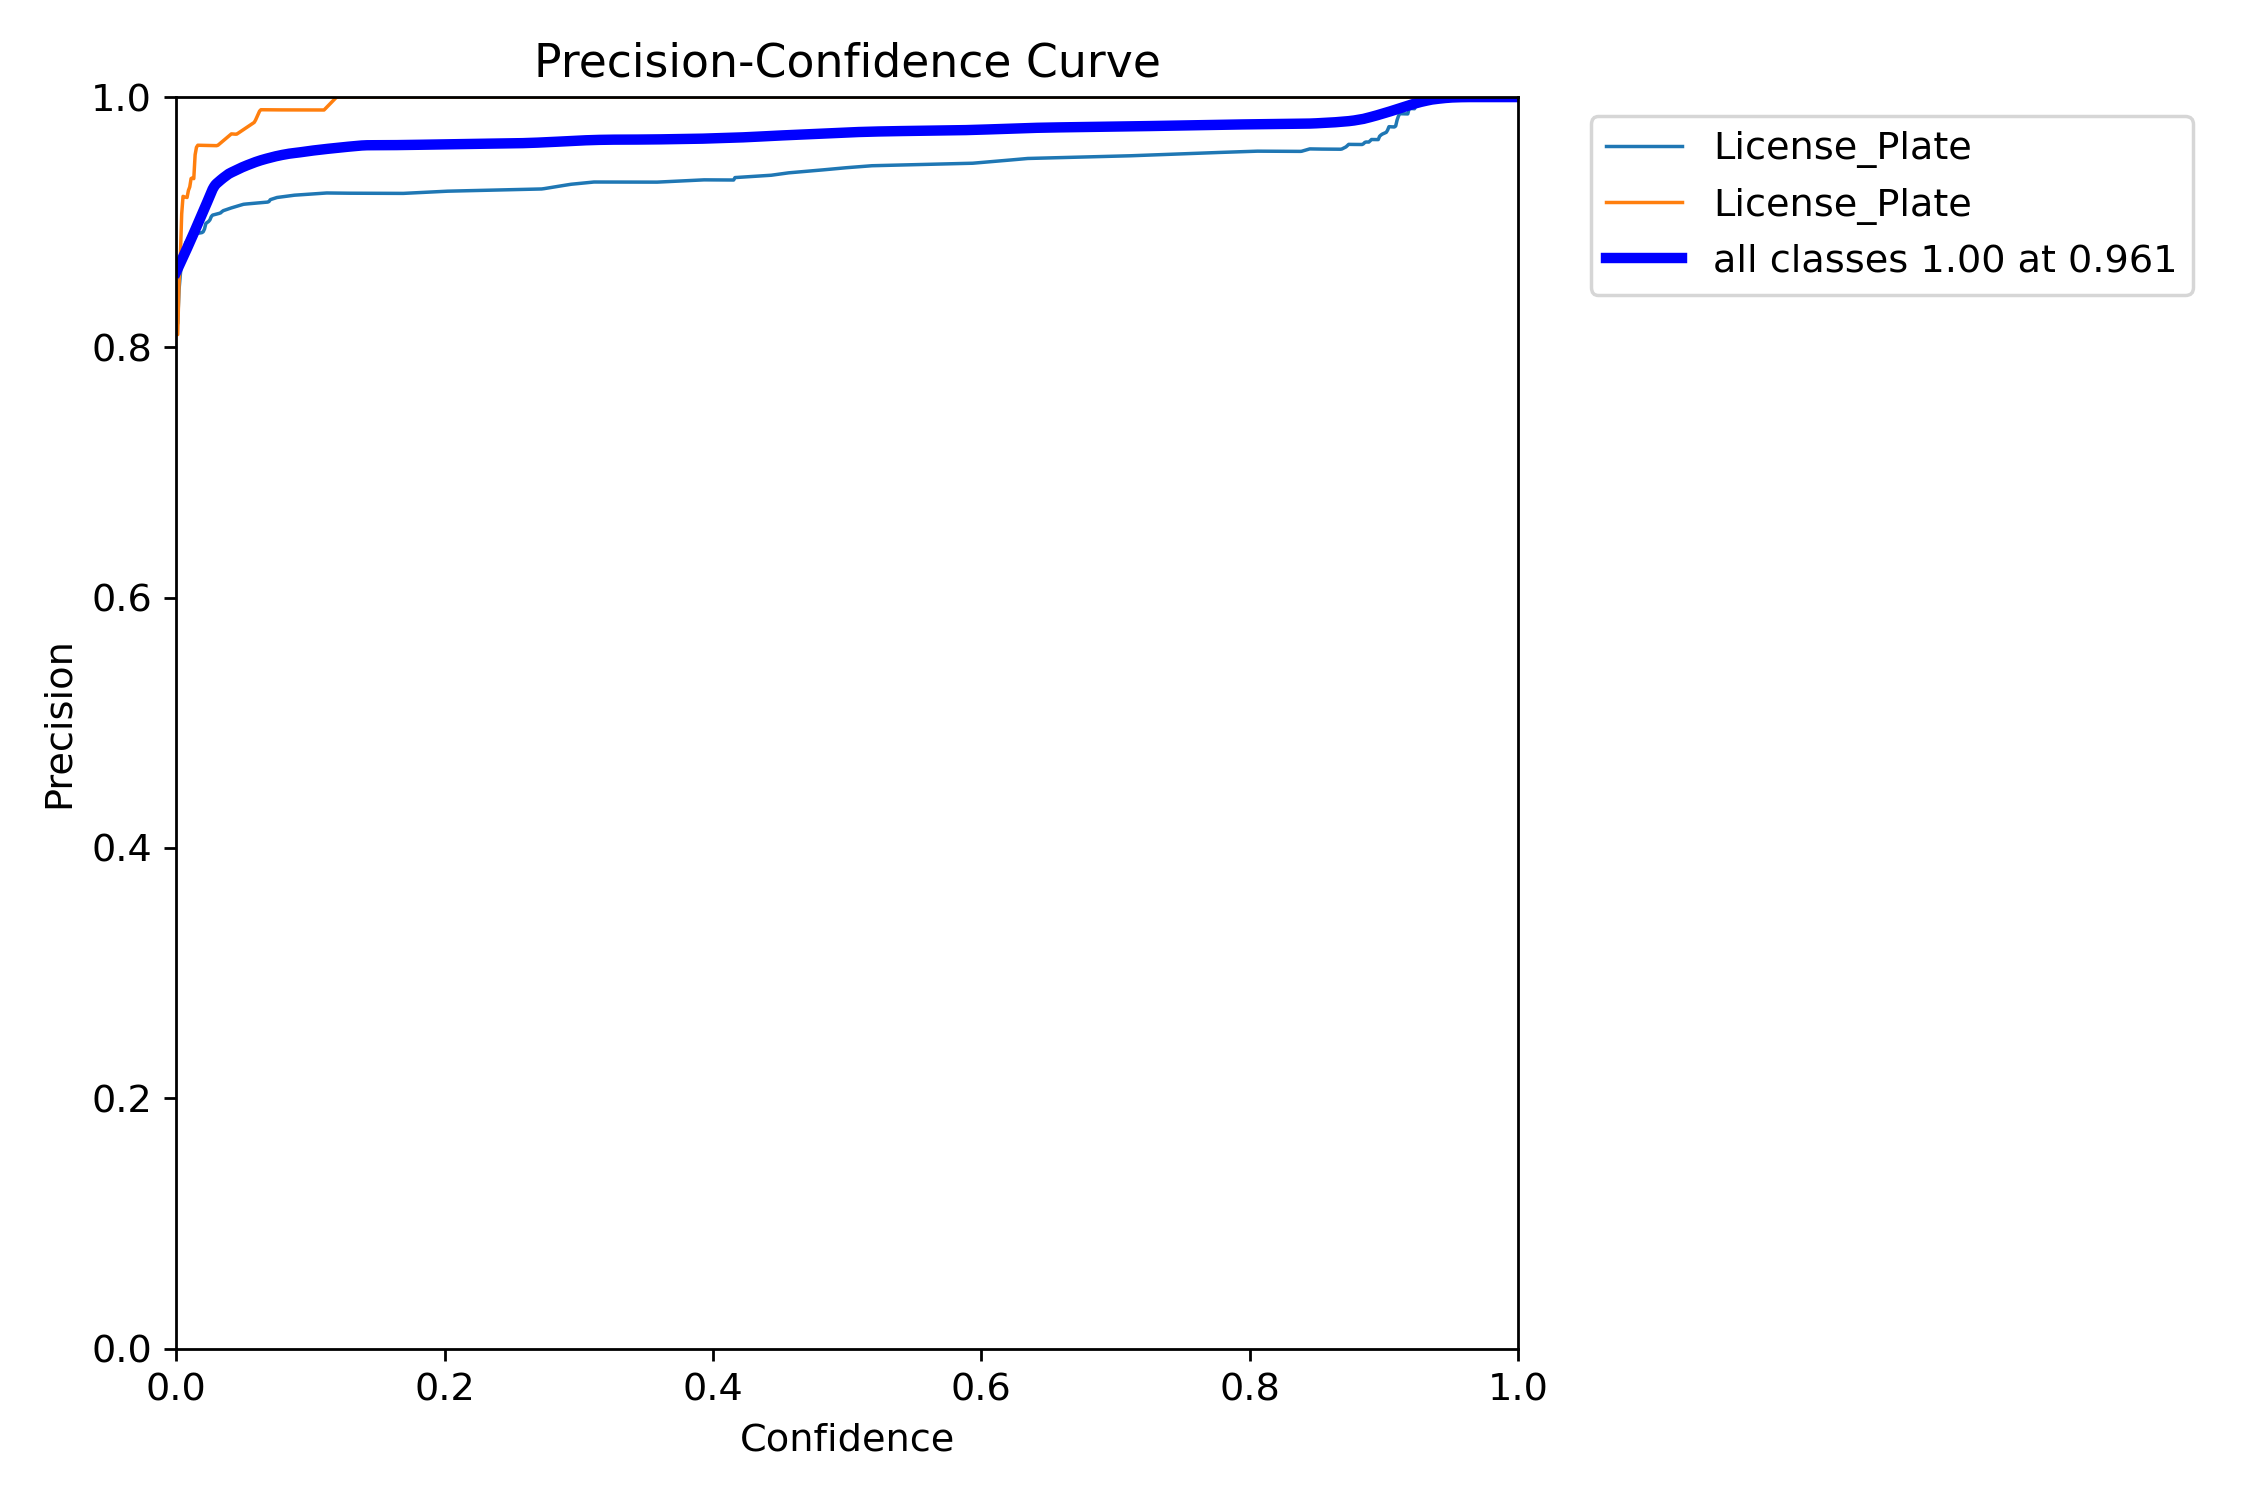 Precision-Confidence Curve
1.0
0.8
0.6
0.4
0.2
0.0
Precision
0.0 0.2 0.4 0.6 0.8 1.0
Confidence
License_Plate
License_Plate
all classes 1.00 at 0.961